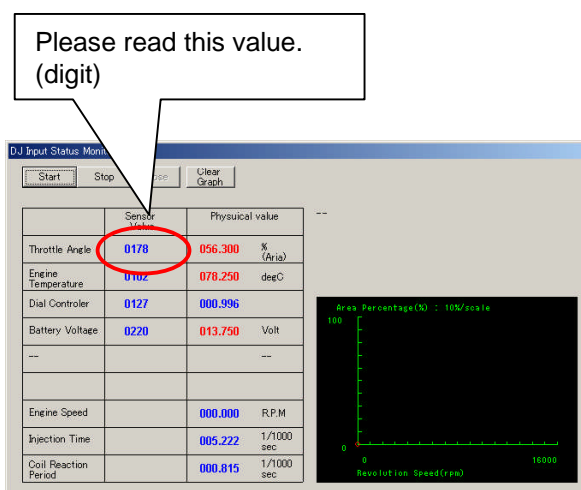 Please read this value.
(digit)
DJ Input Status Moni
Start Stop ose Clear
Graph
Sensor
Value Physuical value --
Throttle Angle 0178 056.300 %
(Aria)
Engine
Temperature 0102 078.250 degC
Dial Controler 0127 000.996
Battery Voltage 0220 013.750 Volt
-- --
Engine Speed 000.000 R.P.M
Injection Time 005.222 1/1000
sec
Coil Reaction
Period 000.815 1/1000
sec
Area Percentage(%) : 10%/scale
100
0
0 16000
Revolution Speed(rpm)